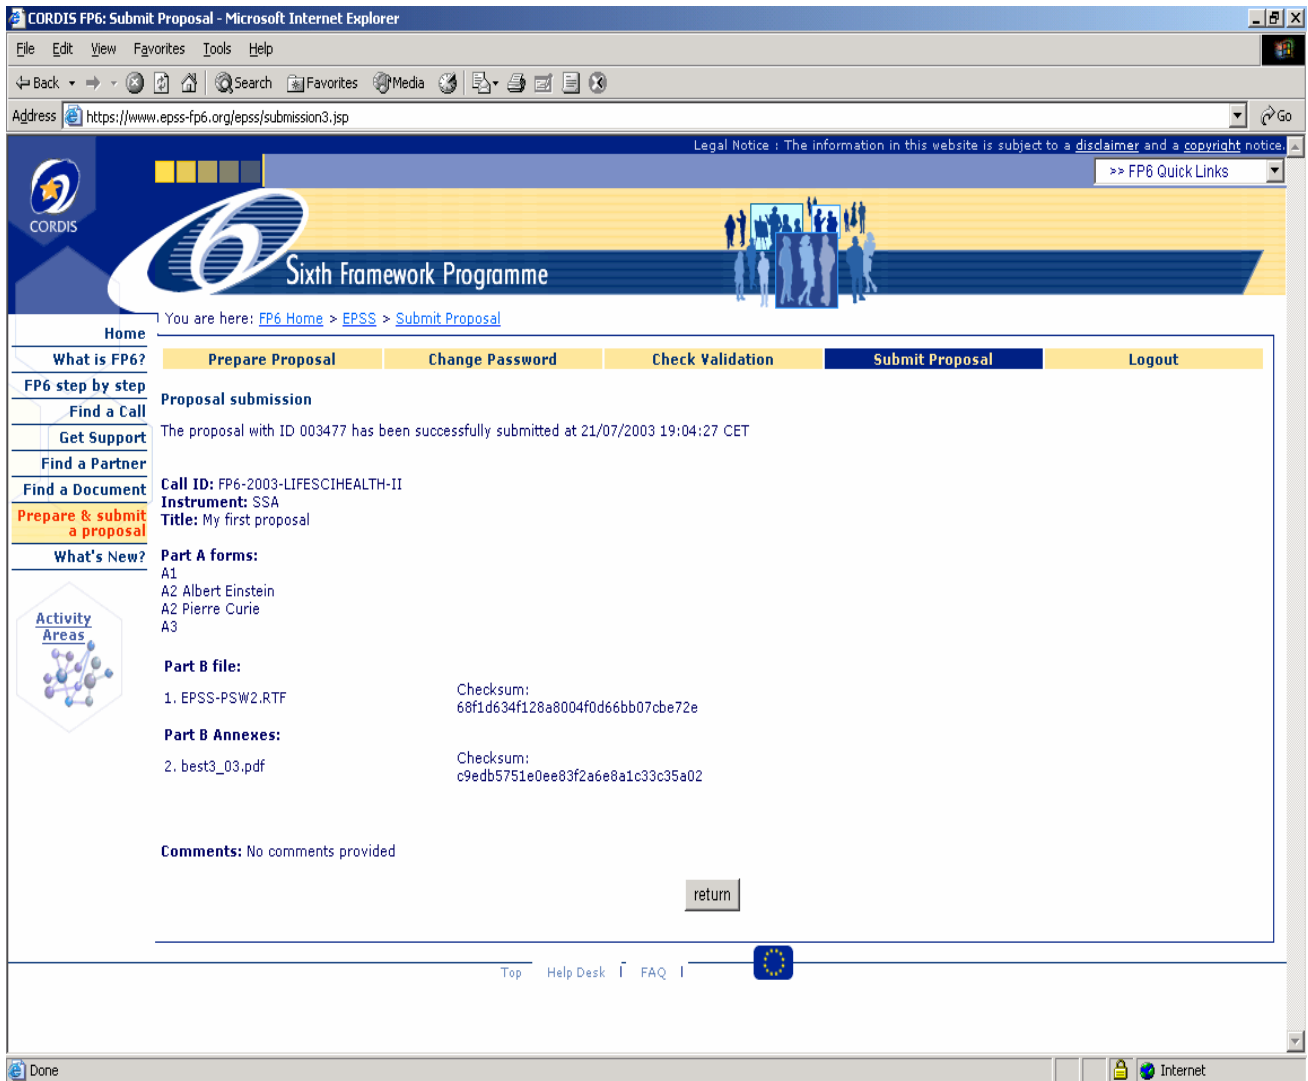 CORDIS FP6: Submit Proposal - Microsoft Internet Explorer
File Edit View Favorites Tools Help
Back Search Favorites Media
Address https://www.epss-fp6.org/epss/submission3.jsp Go
Legal Notice : The information in this website is subject to a disclaimer and a copyright notice.
>> FP6 Quick Links
CORDIS
6
Sixth Framework Programme
You are here: FP6 Home > EPSS > Submit Proposal
Home
What is FP6?
FP6 step by step
Find a Call
Get Support
Find a Partner
Find a Document
Prepare & submit
a proposal
What's New?
Activity
Areas
Prepare Proposal Change Password Check Validation Submit Proposal Logout
Proposal submission
The proposal with ID 003477 has been successfully submitted at 21/07/2003 19:04:27 CET
Call ID: FP6-2003-LIFESCIHEALTH-II
Instrument: SSA
Title: My first proposal
Part A forms:
A1
A2 Albert Einstein
A2 Pierre Curie
A3
Part B file:
1. EPSS-PSW2.RTF
Checksum:
68f1d634f128a8004f0d66bb07cbe72e
Part B Annexes:
2. best3_03.pdf
Checksum:
c9edb5751e0ee83f2a6e8a1c33c35a02
Comments: No comments provided
return
Top Help Desk | FAQ |
Done Internet